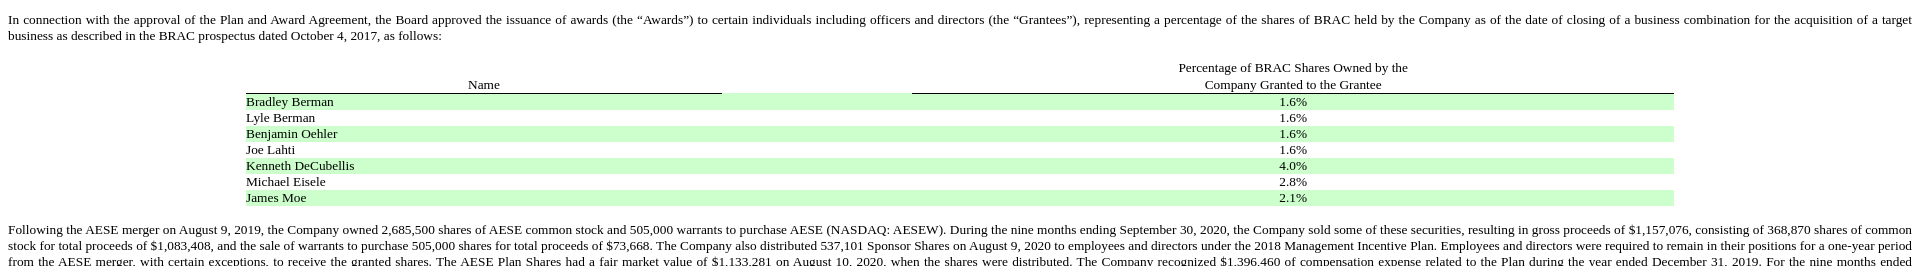 In connection with the approval of the Plan and Award Agreement, the Board approved the issuance of awards (the “Awards”) to certain individuals including officers and directors (the “Grantees”), representing a percentage of the shares of BRAC held by the Company as of the date of closing of a business combination for the acquisition of a target
business as described in the BRAC prospectus dated October 4, 2017, as follows:
Percentage of BRAC Shares Owned by the
Name Company Granted to the Grantee
Bradley Berman 1.6%
Lyle Berman 1.6%
Benjamin Oehler 1.6%
Joe Lahti 1.6%
Kenneth DeCubellis 4.0%
Michael Eisele 2.8%
James Moe 2.1%
Following the AESE merger on August 9, 2019, the Company owned 2,685,500 shares of AESE common stock and 505,000 warrants to purchase AESE (NASDAQ: AESEW). During the nine months ending September 30, 2020, the Company sold some of these securities, resulting in gross proceeds of $1,157,076, consisting of 368,870 shares of common
stock for total proceeds of $1,083,408, and the sale of warrants to purchase 505,000 shares for total proceeds of $73,668. The Company also distributed 537,101 Sponsor Shares on August 9, 2020 to employees and directors under the 2018 Management Incentive Plan. Employees and directors were required to remain in their positions for a one-year period
from the AESE merger, with certain exceptions, to receive the granted shares. The AESE Plan Shares had a fair market value of $1,133,281 on August 10, 2020, when the shares were distributed. The Company recognized $1,396,460 of compensation expense related to the Plan during the year ended December 31, 2019. For the nine months ended